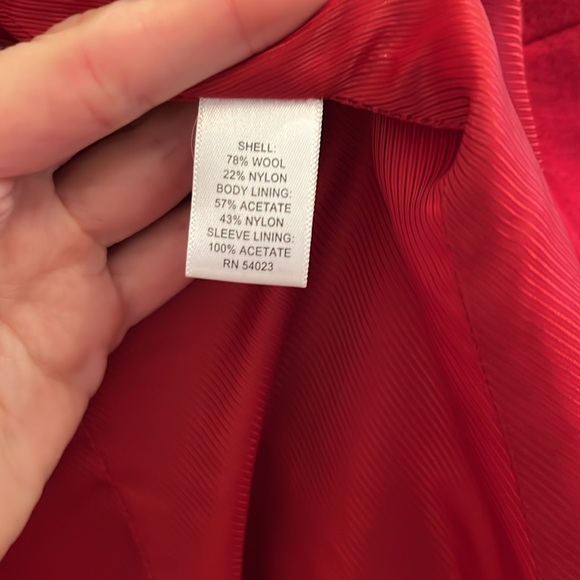 SHELL:
78% WOOL
22% NYLON
BODY LINING:
57% ACETATE
43% NYLON
SLEEVE LINING:
100% ACETATE
RN 54023